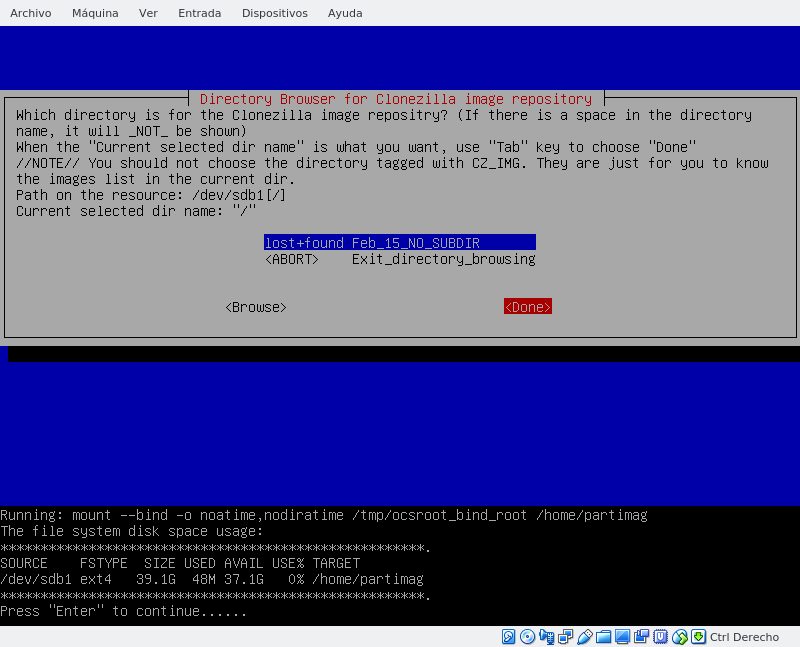 Archivo Máquina Ver Entrada Dispositivos Ayuda
Directory Browser for Clonezilla image repository
Which directory is for the Clonezilla image repositry? (If there is a space in the directory
name, it will _NOT_ be shown)
When the "Current selected dir name" is what you want, use "Tab" key to choose "Done"
//NOTE// You should not choose the directory tagged with CZ_IMG. They are just for you to know
the images list in the current dir.
Path on the resource: /dev/sdb1[/]
Current selected dir name: "/"
lost+found Feb_15_NO_SUBDIR
<ABORT> Exit_directory_browsing
<Browse> <Done>
Running: mount --bind -o noatime,nodiratime /tmp/ocsroot_bind_root /home/partimag
The file system disk space usage:
*****************************************************.
SOURCE FSTYPE SIZE USED AVAIL USE% TARGET
/dev/sdb1 ext4 39.1G 48M 37.1G 0% /home/partimag
*****************************************************.
Press "Enter" to continue......
Ctrl Derecho